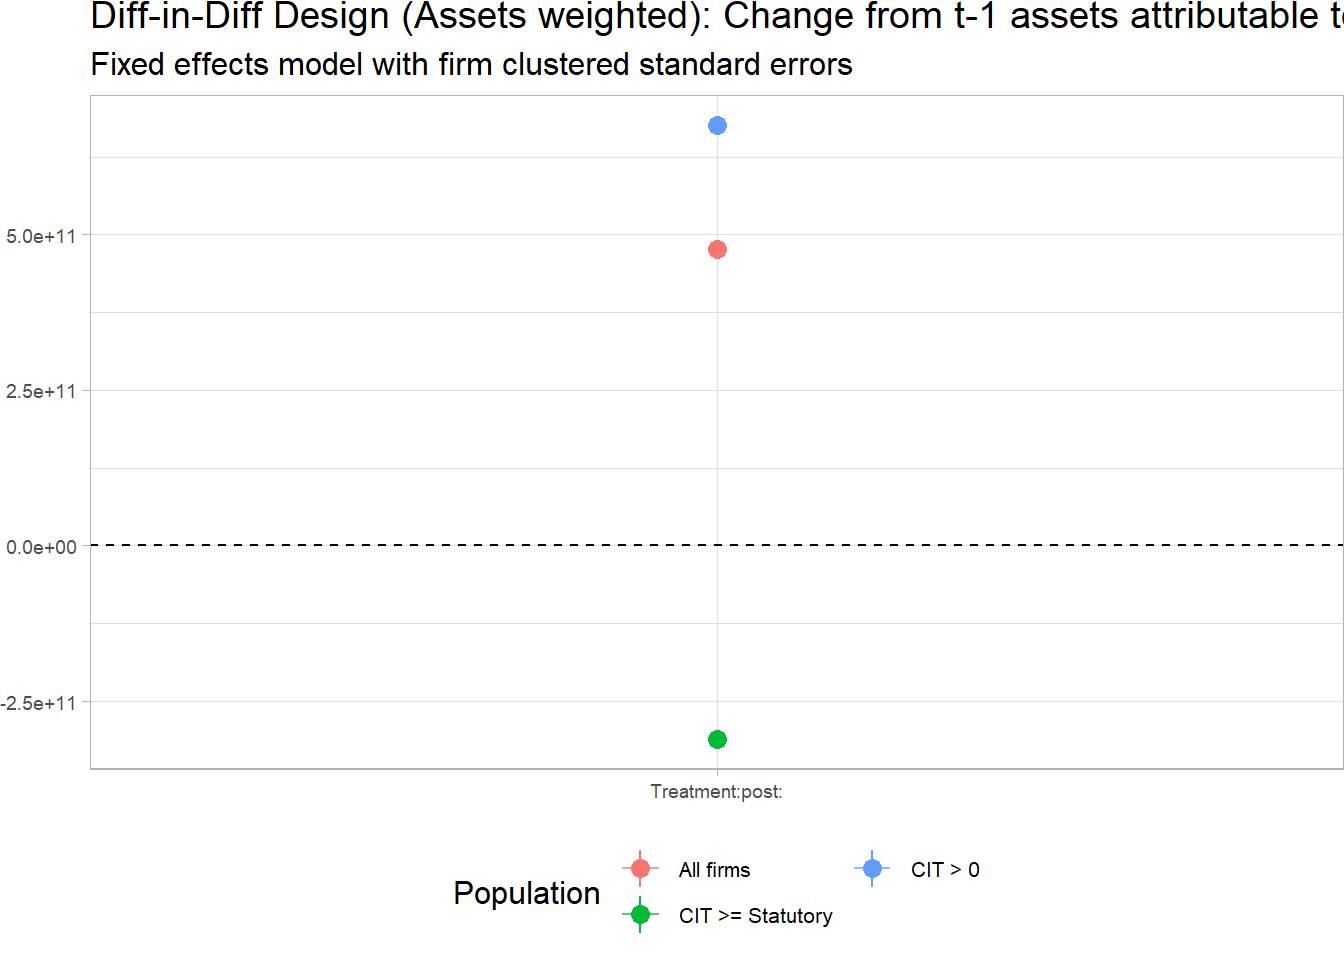 Diff-in-Diff Design (Assets weighted): Change from t-1 assets attributable
Fixed effects model with firm clustered standard errors
5.0e+11
2.5e+11
0.0e+00
-2.5e+11
Treatment:post:
Population
All firms
CIT > 0
CIT >= Statutory